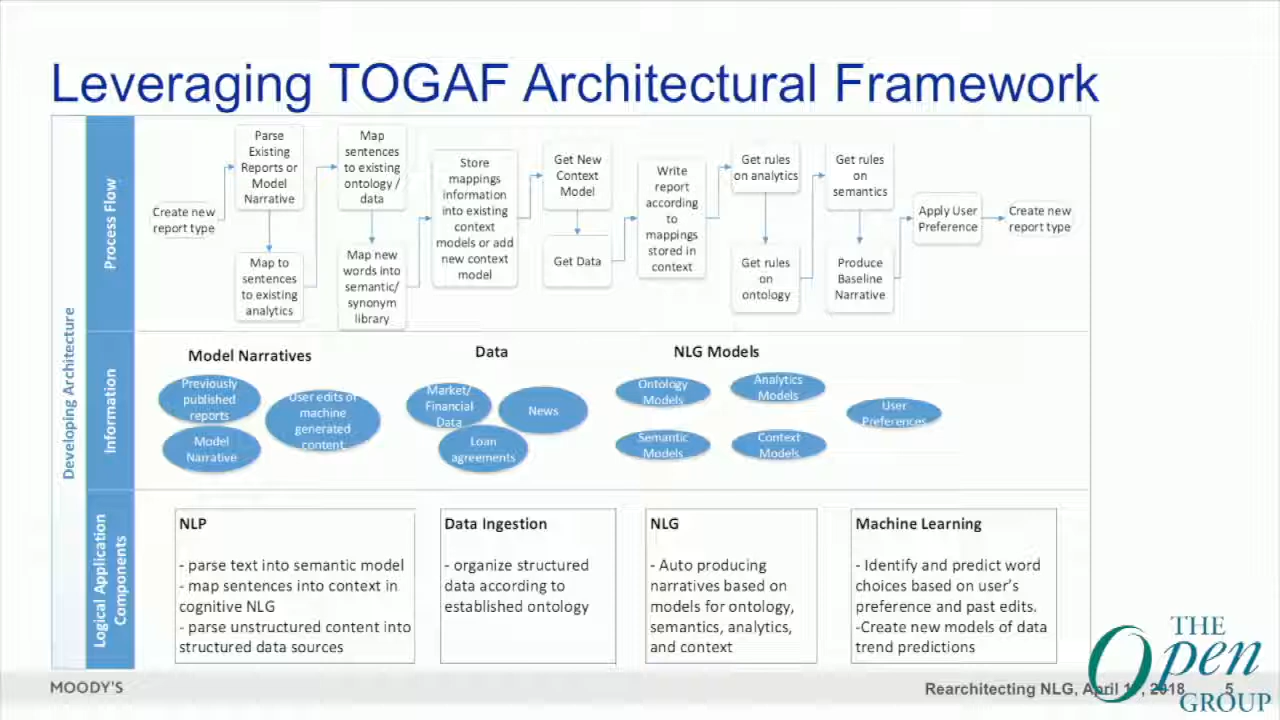 Leveraging TOGAF Architectural Framework
Developing Architecture
Process Flow
Create new
report type
Parse
Existing
Reports or
Model
Narrative
Map to
sentences
to existing
analytics
Map
sentences
to existing
ontology /
data
Map new
words into
semantic/
synonym
library
Store
mappings
information
into existing
context
models or add
new context
model
Get New
Context
Model
Get Data
Write
report
according
to
mappings
stored in
context
Get rules
on analytics
Get rules
on
ontology
Get rules
on
semantics
Produce
Baseline
Narrative
Apply User
Preference
Create new
report type
Information
Model Narratives
Previously
published
reports
User edits of
machine
generated
content
Model
Narrative
Data
Market/
Financial
Data
News
Loan
agreements
NLG Models
Ontology
Models
Analytics
Models
Semantic
Models
Context
Models
User
Preferences
Logical Application
Components
NLP
- parse text into semantic model
- map sentences into context in
cognitive NLG
- parse unstructured content into
structured data sources
Data Ingestion
- organize structured
data according to
established ontology
NLG
- Auto producing
narratives based on
models for ontology,
semantics, analytics,
and context
Machine Learning
- Identify and predict word
choices based on user's
preference and past edits.
-Create new models of data
trend predictions
MOODY'S
Rearchitecting NLG, April 1 , 2018
5
THE
Open
GROUP